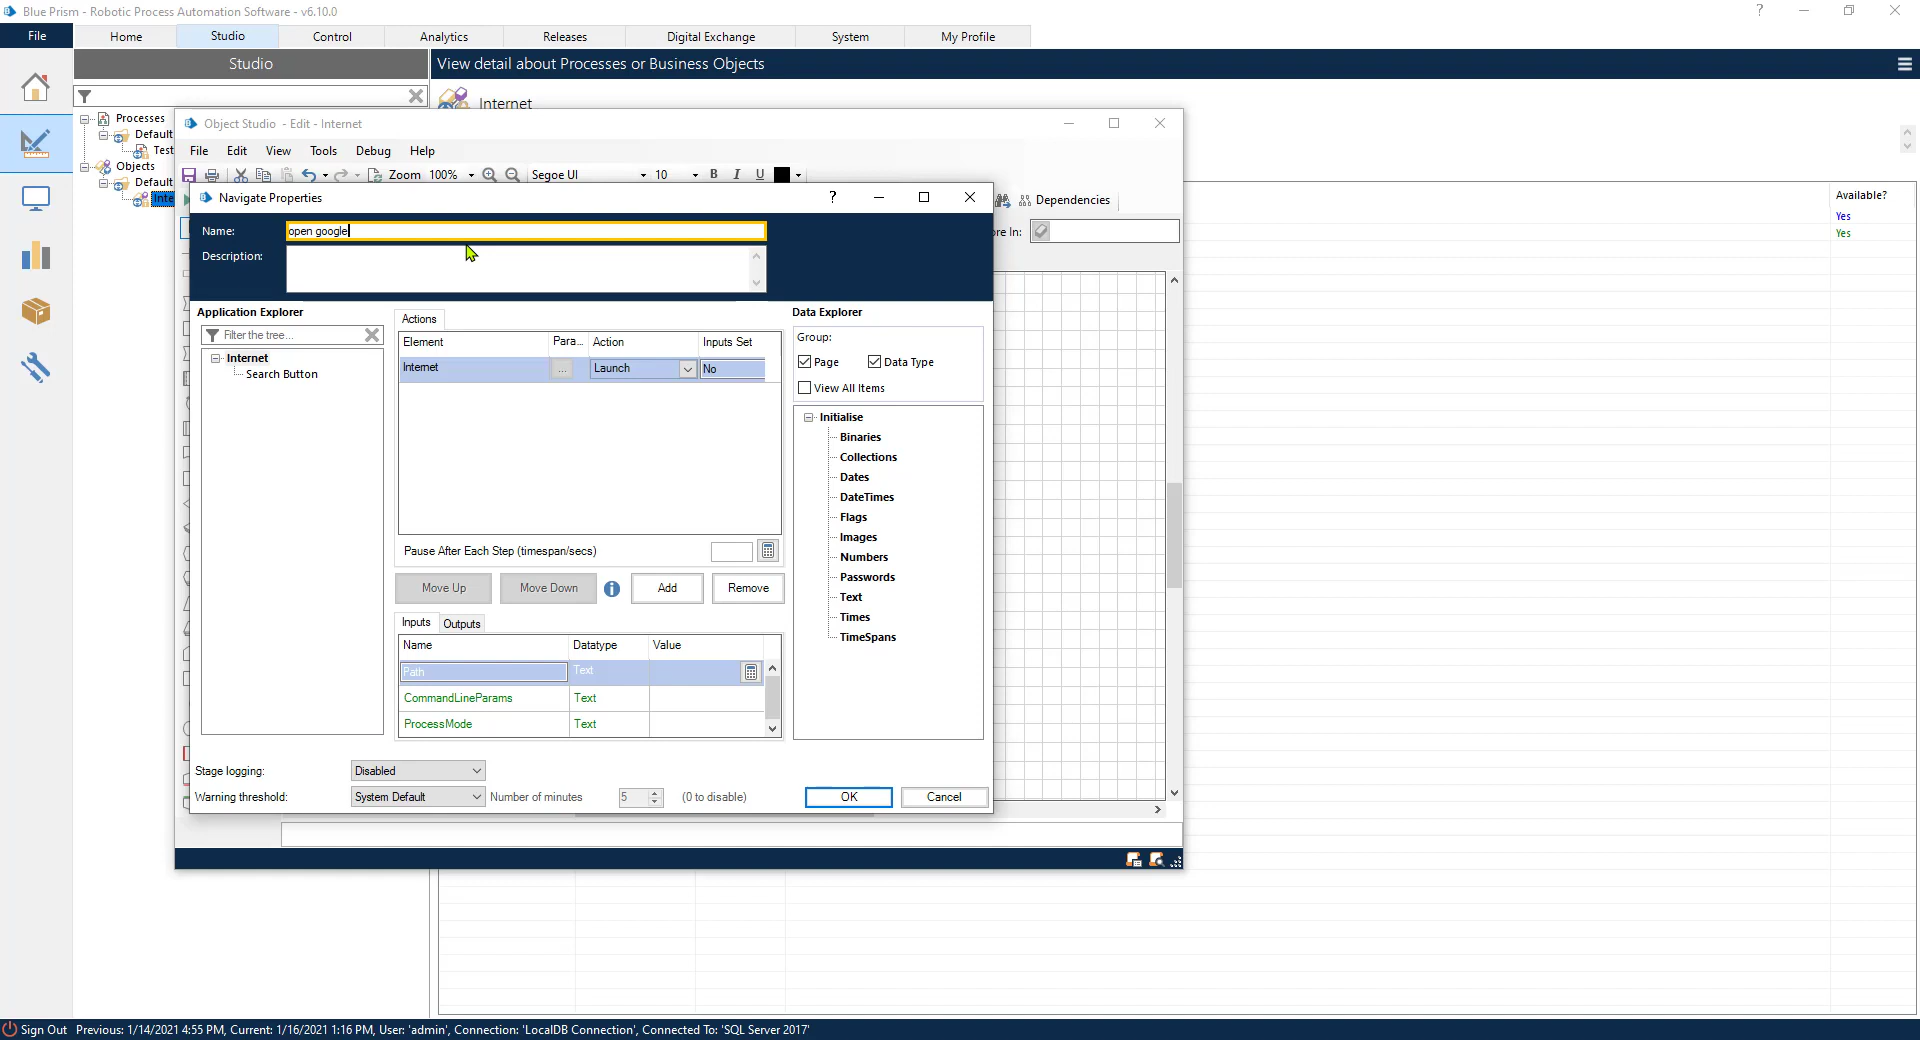 Blue Prism - Robotic Process Automation Software - v6.10.0
?
File Home Studio Control Analytics Releases Digital Exchange System My Profile
Studio
View detail about Processes or Business Objects
Internet
Processes
Default
Test
Objects
Default
Inte
Object Studio - Edit - Internet
File Edit View Tools Debug Help
Zoom 100% Segoe UI 10 B I U
Dependencies
re In:
Available?
Yes
Yes
Navigate Properties
?
Name: open google
Description:
Application Explorer
Filter the tree...
Internet
Search Button
Actions
Element Para... Action Inputs Set
Internet ... Launch No
Pause After Each Step (timespan/secs)
Move Up Move Down Add Remove
Inputs Outputs
Name Datatype Value
Path Text
CommandLineParams Text
ProcessMode Text
Data Explorer
Group:
Page Data Type
View All Items
Initialise
Binaries
Collections
Dates
DateTimes
Flags
Images
Numbers
Passwords
Text
Times
TimeSpans
Stage logging: Disabled
Warning threshold: System Default Number of minutes 5 (0 to disable)
OK Cancel
Sign Out Previous: 1/14/2021 4:55 PM, Current: 1/16/2021 1:16 PM, User: 'admin', Connection: 'LocalDB Connection', Connected To: 'SQL Server 2017'